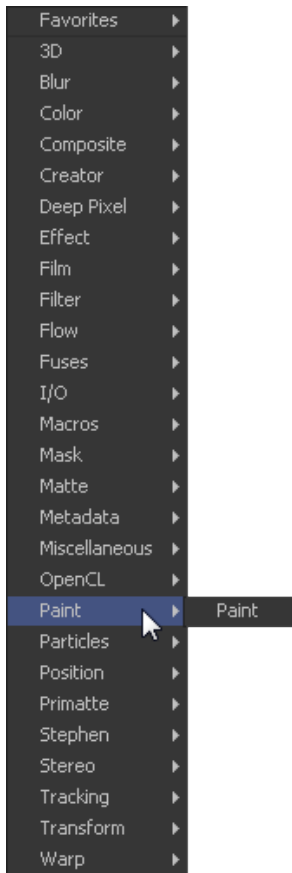 Favorites
3D
Blur
Color
Composite
Creator
Deep Pixel
Effect
Film
Filter
Flow
Fuses
I/O
Macros
Mask
Matte
Metadata
Miscellaneous
OpenCL
Paint Paint
Particles
Position
Primatte
Stephen
Stereo
Tracking
Transform
Warp